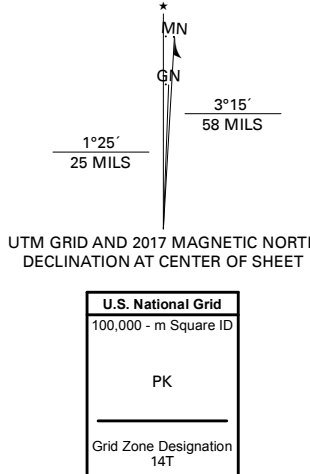 MN
GN
3°15´
58 MILS
1°25´
25 MILS
UTM GRID AND 2017 MAGNETIC NORTH
DECLINATION AT CENTER OF SHEET
U.S. National Grid
100,000 - m Square ID
PK
Grid Zone Designation
14T